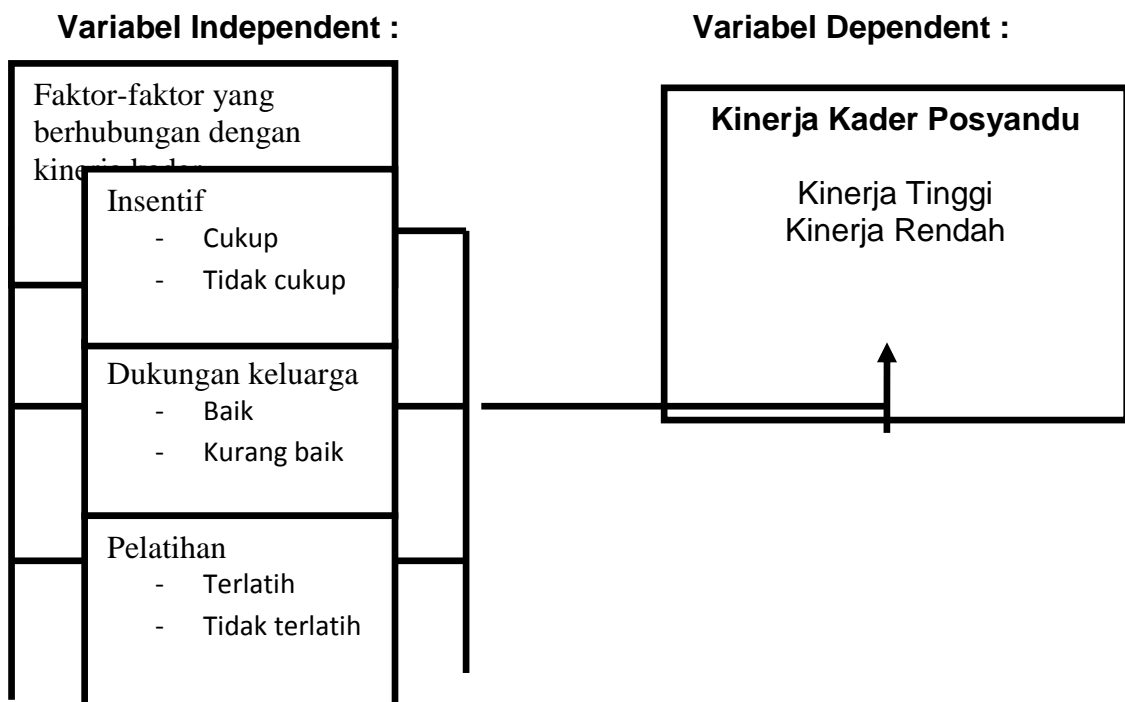 Variabel Independent :
Variabel Dependent :
Faktor-faktor yang
berhubungan dengan
Insentif
- Cukup
- Tidak cukup
Dukungan keluarga
- Baik
- Kurang baik
Pelatihan
- Terlatih
- Tidak terlatih
Kinerja Kader Posyandu
Kinerja Tinggi
Kinerja Rendah